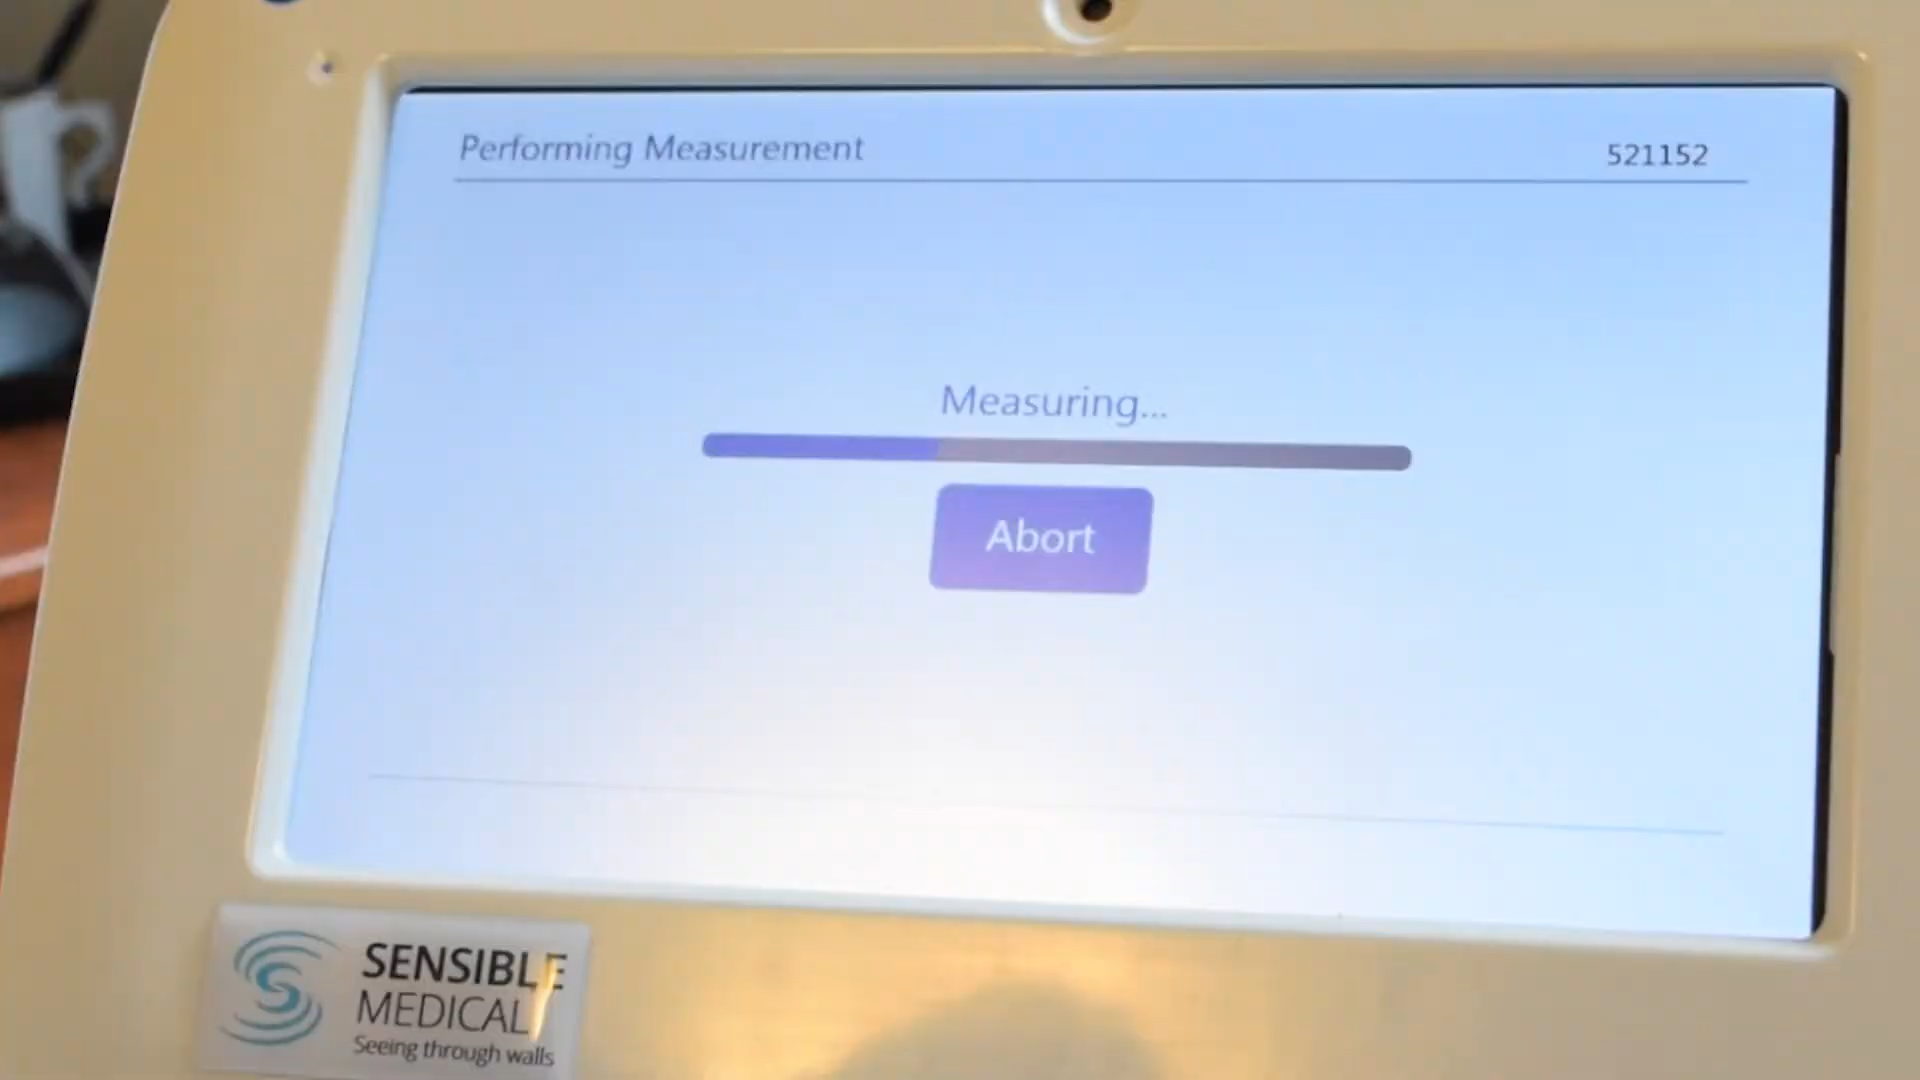 Performing Measurement
521152
Measuring...
Abort
SENSIBLE
MEDICAL
Seeing through walls